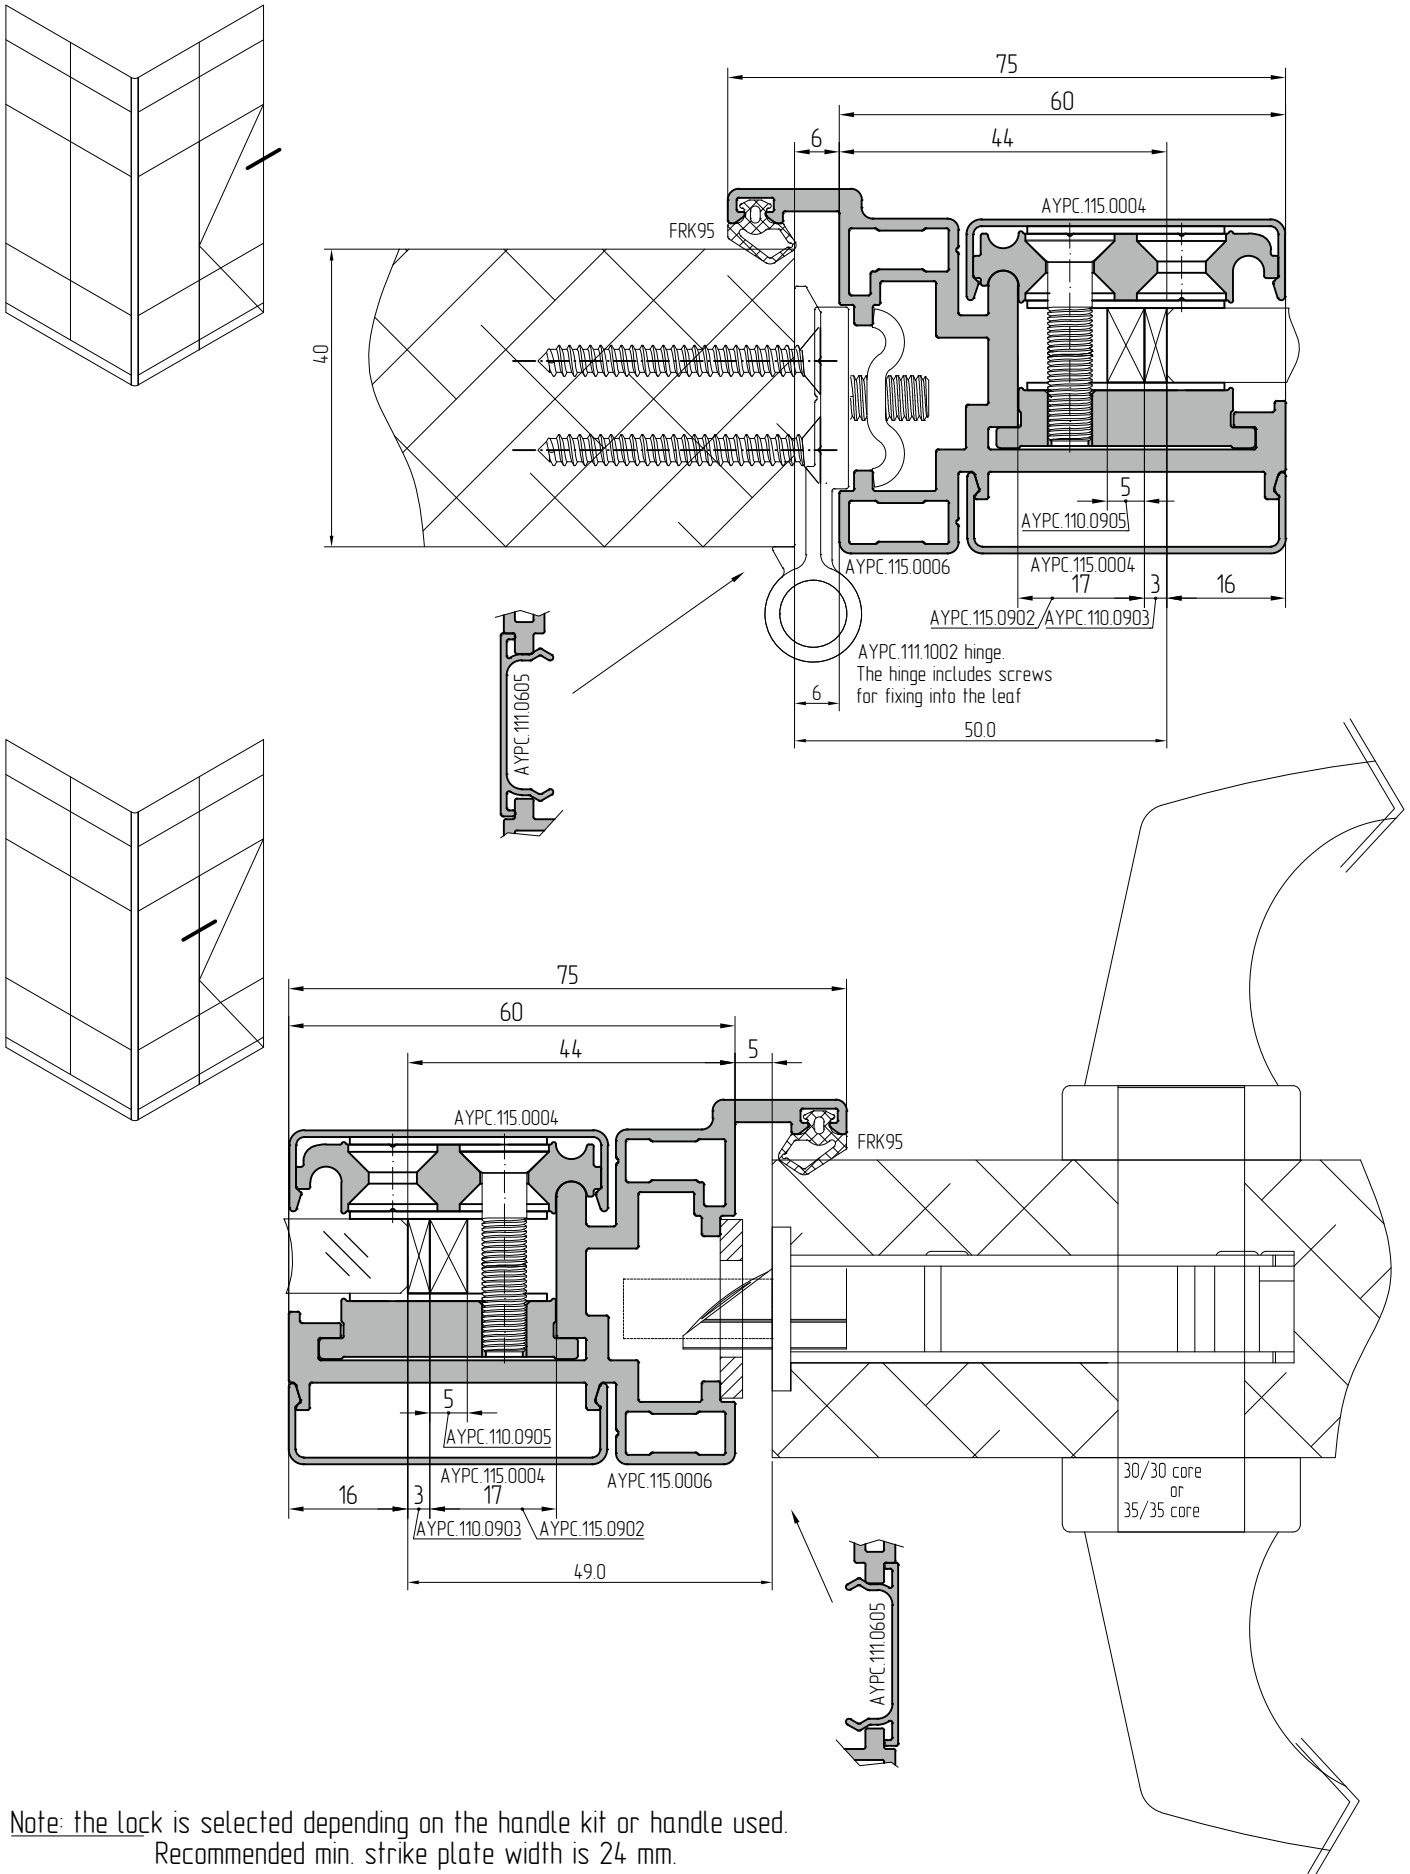 75
60
6
44
AYPC.115.0004
FRK95
40
5
AYPC.110.0905
AYPC.115.0006
AYPC.115.0004
17
3
16
AYPC.115.0902
AYPC.110.0903
AYPC.111.1002 hinge.
The hinge includes screws
for fixing into the leaf
AYPC.111.0605
6
50.0
75
60
44
5
AYPC.115.0004
FRK95
5
AYPC.110.0905
AYPC.115.0004
AYPC.115.0006
16
3
17
AYPC.110.0903
AYPC.115.0902
30/30 core
or
35/35 core
49.0
AYPC.111.0605
Note: the lock is selected depending on the handle kit or handle used.
Recommended min. strike plate width is 24 mm.